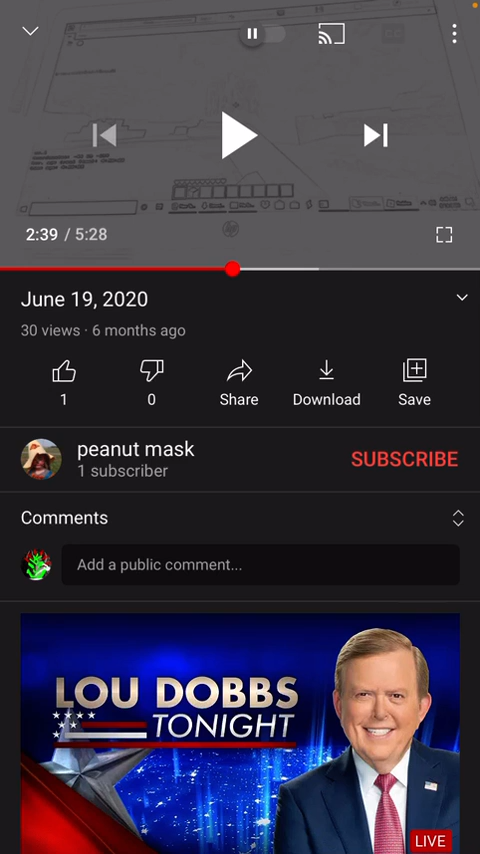 2:39 / 5:28
June 19, 2020
30 views · 6 months ago
1
0
Share
Download
Save
peanut mask
1 subscriber
SUBSCRIBE
Comments
Add a public comment...
LOU DOBBS
TONIGHT
LIVE